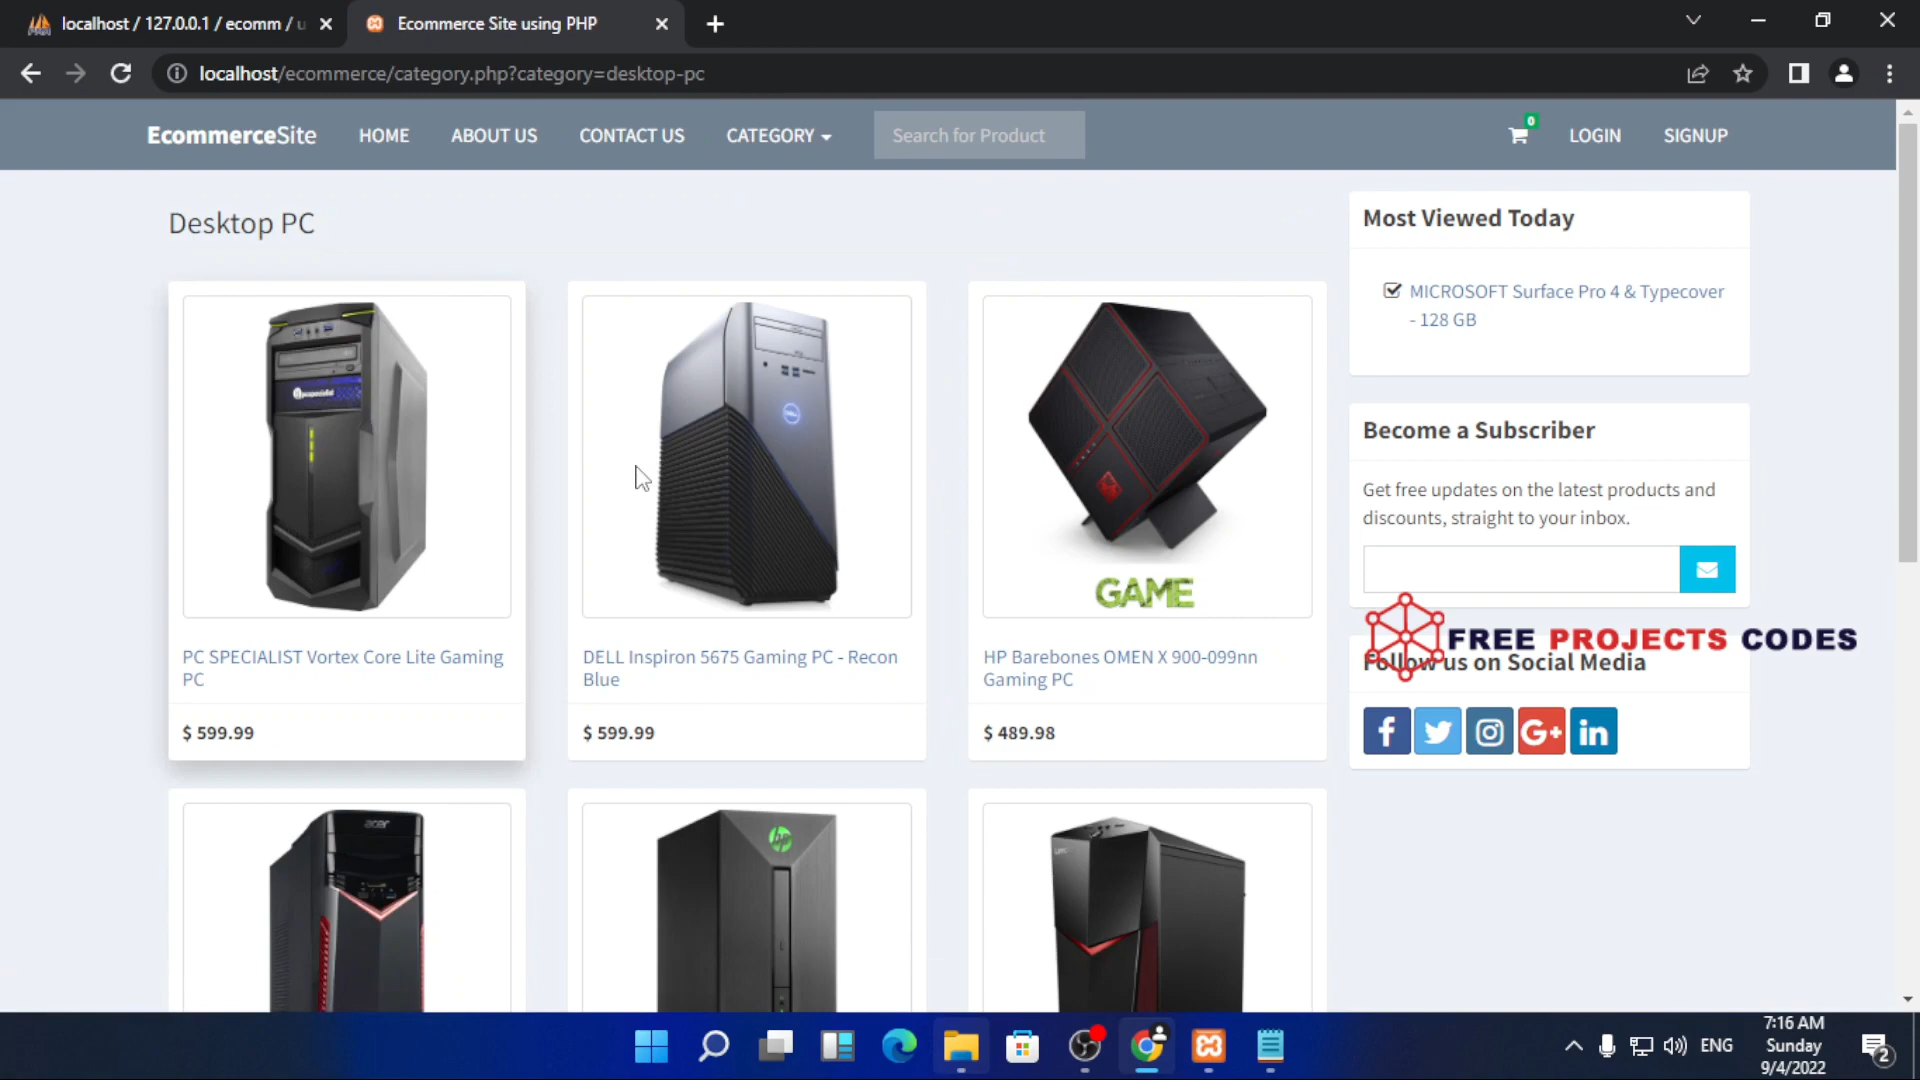 localhost / 127.0.0.1 / ecomm / u
Ecommerce Site using PHP
localhost/ecommerce/category.php?category=desktop-pc
EcommerceSite
HOME
ABOUT US
CONTACT US
CATEGORY
Search for Product
0
LOGIN
SIGNUP
Desktop PC
PC SPECIALIST Vortex Core Lite Gaming
PC
$ 599.99
DELL Inspiron 5675 Gaming PC - Recon
Blue
$ 599.99
GAME
HP Barebones OMEN X 900-099nn
Gaming PC
$ 489.98
acer
hp
Most Viewed Today
MICROSOFT Surface Pro 4 & Typecover
- 128 GB
Become a Subscriber
Get free updates on the latest products and
discounts, straight to your inbox.
FREE PROJECTS CODES
Follow us on Social Media
f
G+
in
ENG
7:16 AM
Sunday
9/4/2022
2